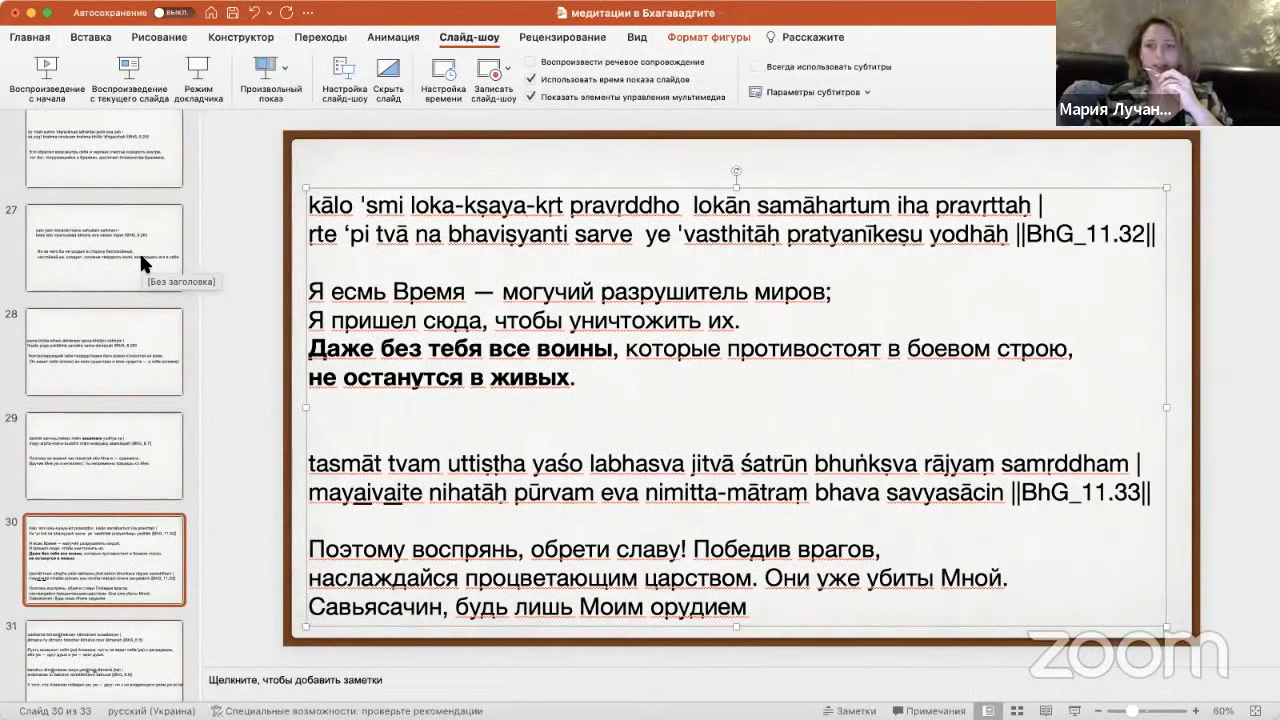 Автосохранение ВЫКЛ.
медитации в Бхагавадгите
Главная Вставка Рисование Конструктор Переходы Анимация Слайд-шоу Рецензирование Вид Формат фигуры Расскажите
Воспроизведение с начала
Воспроизведение с текущего слайда
Режим докладчика
Произвольный показ
Настройка слайд-шоу
Скрыть слайд
Настройка времени
Записать слайд-шоу
Воспроизвести речевое сопровождение
Использовать время показа слайдов
Показать элементы управления мультимедиа
Всегда использовать субтитры
Параметры субтитров
Мария Лучан...
27
[Без заголовка]
28
29
30
31
kālo 'smi loka-kṣaya-kṛt pravṛddho lokān samāhartum iha pravṛttaḥ |
ṛte ‘pi tvā na bhaviṣyanti sarve ye 'vasthitāḥ pratyanīkeṣu yodhāḥ ||BhG_11.32||
Я есмь Время — могучий разрушитель миров;
Я пришел сюда, чтобы уничтожить их.
Даже без тебя все воины, которые противостоят в боевом строю,
не останутся в живых.
tasmāt tvam uttiṣṭha yaśo labhasva jitvā śatrūn bhuṅkṣva rājyaṃ samṛddham |
mayaivaite nihatāḥ pūrvam eva nimitta-mātraṃ bhava savyasācin ||BhG_11.33||
Поэтому воспрянь, обрети славу! Победив врагов,
наслаждайся процветающим царством. Они уже убиты Мной.
Савьясачин, будь лишь Моим орудием
zoom
Щелкните, чтобы добавить заметки
Слайд 30 из 33 русский (Украина) Специальные возможности: проверьте рекомендации Заметки Примечания 60%